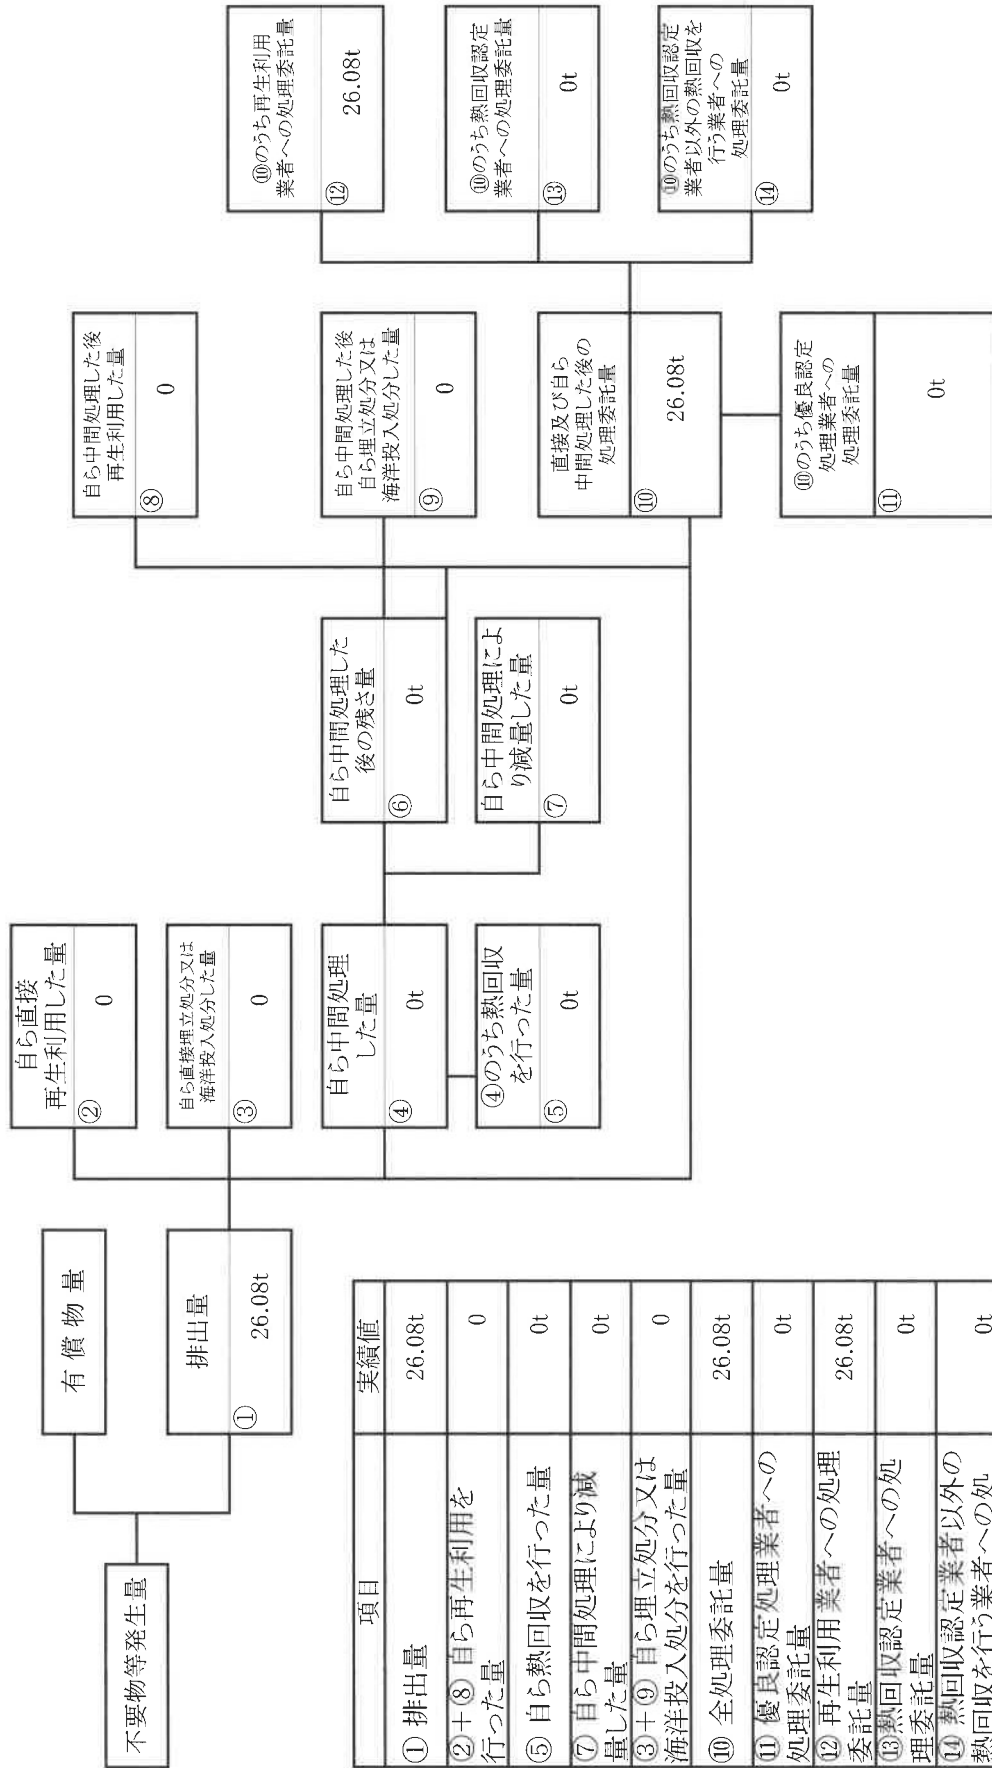 不要物等発生量
有償物量
排出量
①
26.08t
自ら直接
再生利用した量
②
0
自ら直接埋立処分又は
海洋投入処分した量
③
0
自ら中間処理
した量
④
0t
④のうち熱回収
を行った量
⑤
0t
自ら中間処理した
後の残さ量
⑥
0t
自ら中間処理によ
り減量した量
⑦
0t
自ら中間処理した後
再生利用した量
⑧
0
自ら中間処理した後
自ら埋立処分又は
海洋投入処分した量
⑨
0
直接及び自ら
中間処理した後の
処理委託量
⑩
26.08t
⑩のうち優良認定
処理業者への
処理委託量
⑪
0t
⑩のうち再生利用
業者への処理委託量
⑫
26.08t
⑩のうち熱回収認定
業者への処理委託量
⑬
0t
⑩のうち熱回収認定
業者以外の熱回収を
行う業者への
処理委託量
⑭
0t
項目 実績値
① 排出量 26.08t
②+⑧ 自ら再生利用を
行った量 0
⑤ 自ら熱回収を行った量 0t
⑦ 自ら中間処理により減
量した量 0t
③+⑨ 自ら埋立処分又は
海洋投入処分を行った量 0
⑩ 全処理委託量 26.08t
⑪ 優良認定処理業者への
処理委託量 0t
⑫ 再生利用業者への処理
委託量 26.08t
⑬熱回収認定業者への処
理委託量 0t
⑭ 熱回収認定業者以外の
熱回収を行う業者への処 0t